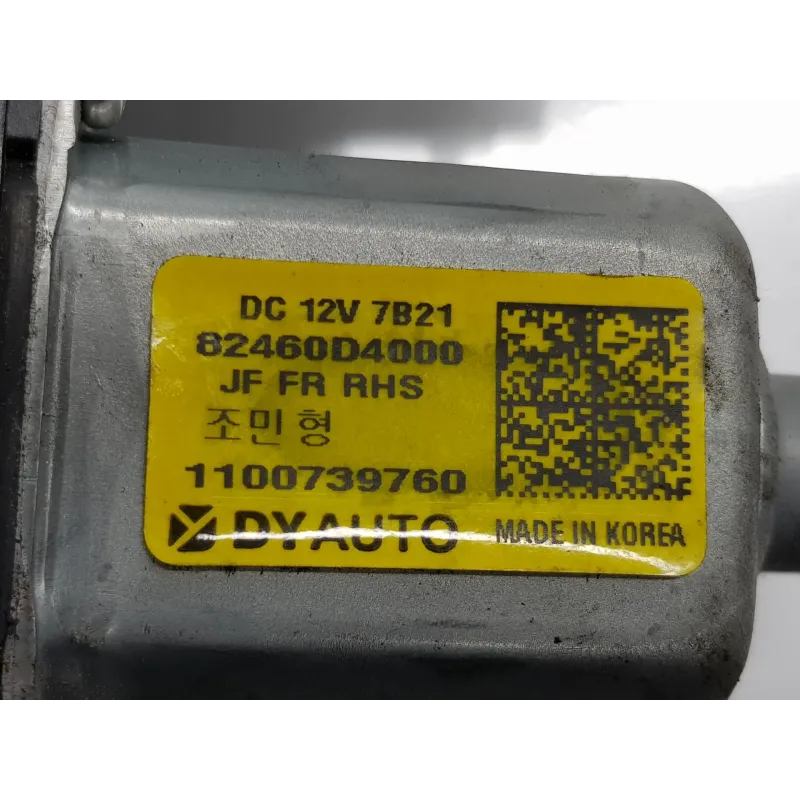 DC 12V 7B21
82460D4000
JF FR RHS
조민형
1100739760
DYAUTO
MADE IN KOREA